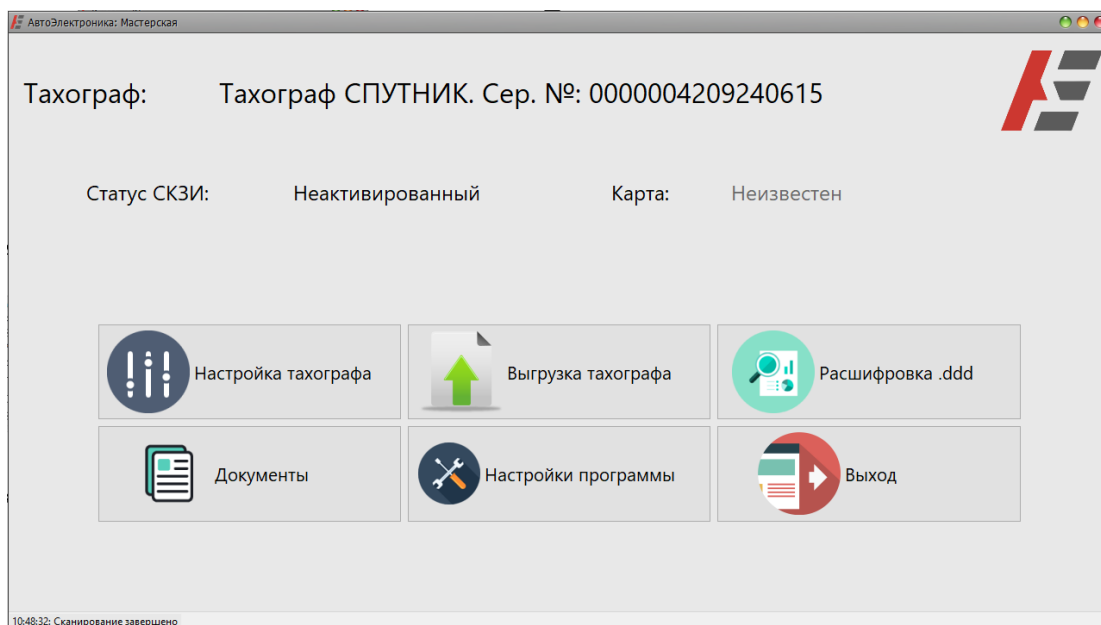 АвтоЭлектроника: Мастерская
Тахограф: Тахограф СПУТНИК. Сер. №: 0000004209240615
Статус СКЗИ: Неактивированный Карта: Неизвестен
Настройка тахографа Выгрузка тахографа Расшифровка .ddd
Документы Настройки программы Выход
10:48:32: Сканирование завершено